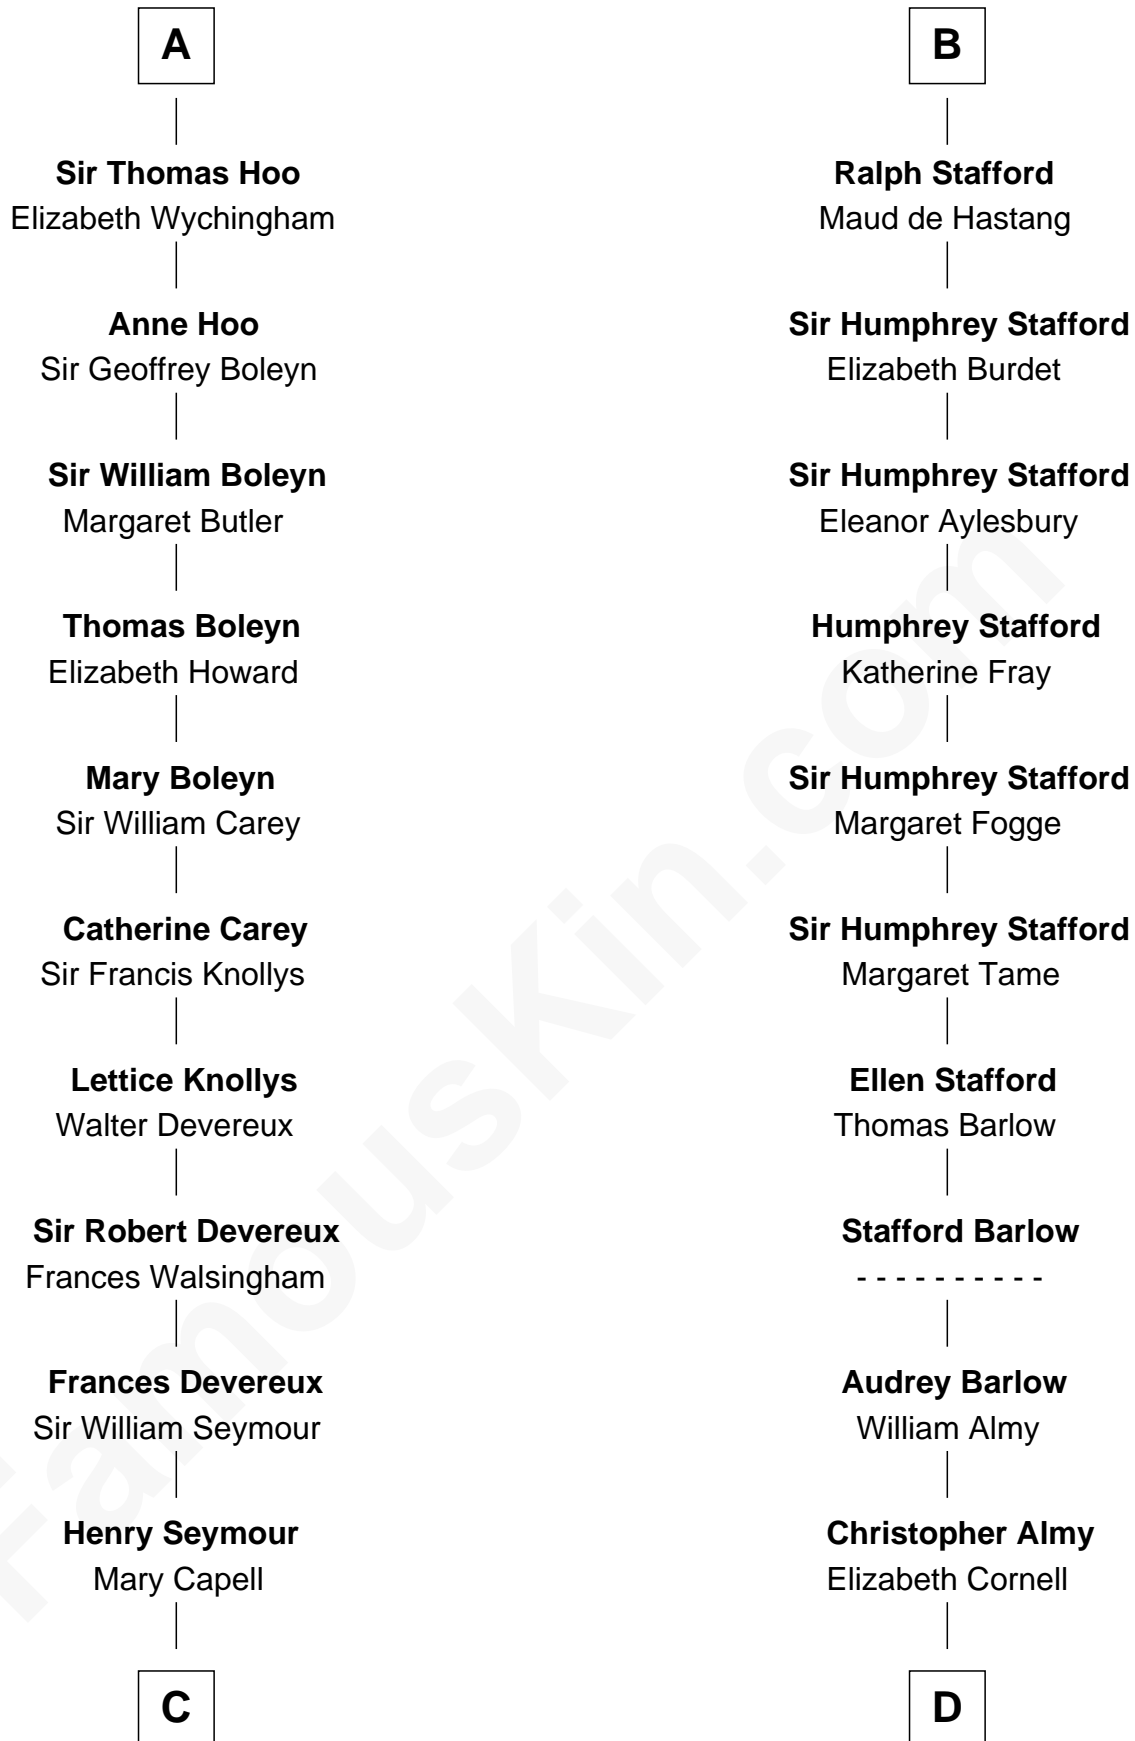 A
Sir Thomas Hoo
Elizabeth Wychingham
Anne Hoo
Sir Geoffrey Boleyn
Sir William Boleyn
Margaret Butler
Thomas Boleyn
Elizabeth Howard
Mary Boleyn
Sir William Carey
Catherine Carey
Sir Francis Knollys
Lettice Knollys
Walter Devereux
Sir Robert Devereux
Frances Walsingham
Frances Devereux
Sir William Seymour
Henry Seymour
Mary Capell
C
B
Ralph Stafford
Maud de Hastang
Sir Humphrey Stafford
Elizabeth Burdet
Sir Humphrey Stafford
Eleanor Aylesbury
Humphrey Stafford
Katherine Fray
Sir Humphrey Stafford
Margaret Fogge
Sir Humphrey Stafford
Margaret Tame
Ellen Stafford
Thomas Barlow
Stafford Barlow
- - - - - - - - - -
Audrey Barlow
William Almy
Christopher Almy
Elizabeth Cornell
D
FamousKin.com